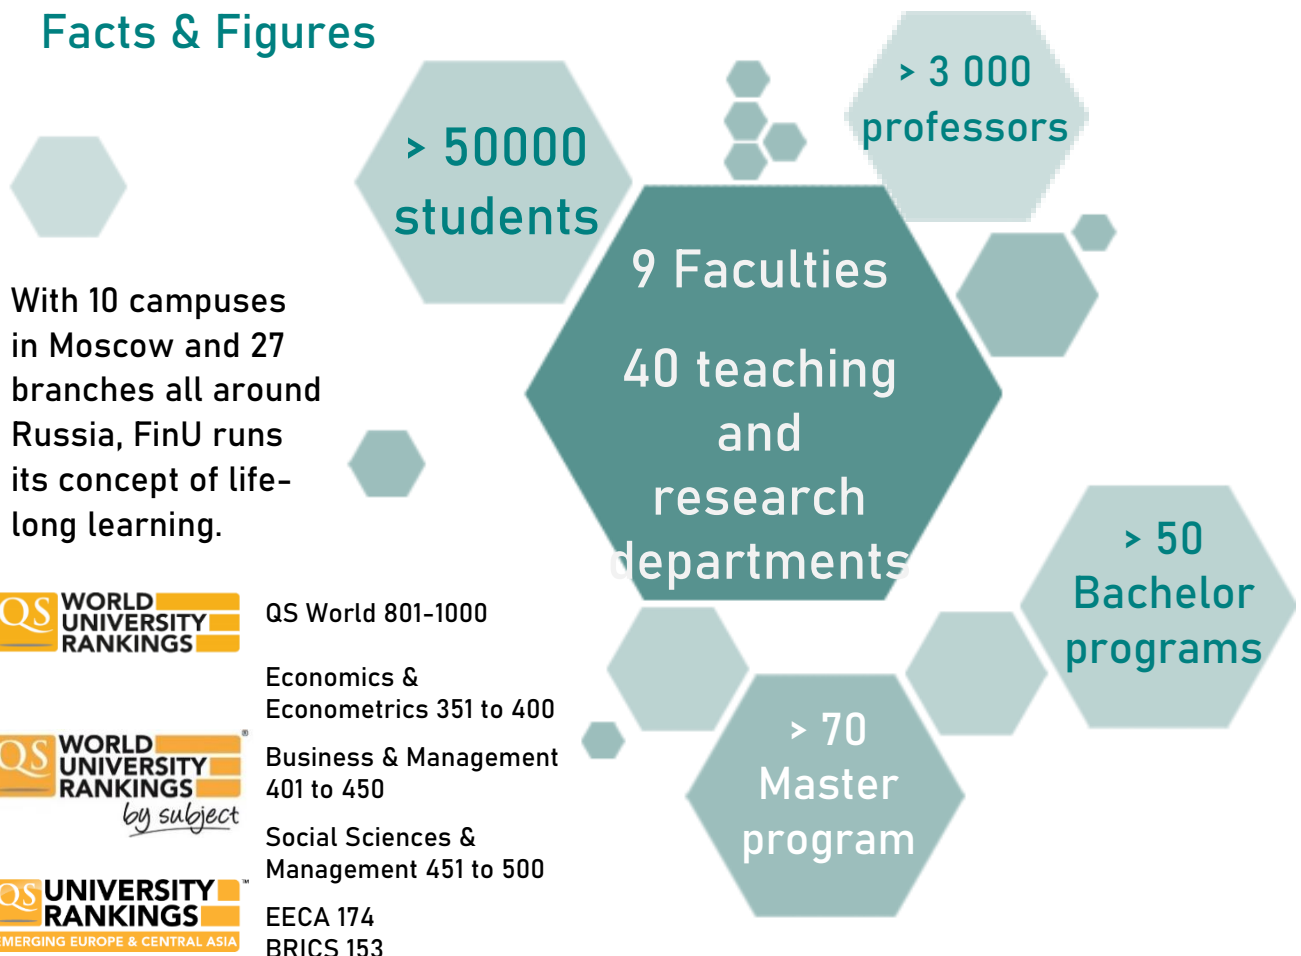 Facts & Figures
> 50000
students
> 3 000
professors
9 Faculties
40 teaching
and
research
departments
With 10 campuses
in Moscow and 27
branches all around
Russia, FinU runs
its concept of life-
long learning.
> 50
Bachelor
programs
> 70
Master
program
QS WORLD
UNIVERSITY
RANKINGS
QS World 801-1000
Economics &
Econometrics 351 to 400
QS WORLD ®
UNIVERSITY
RANKINGS
by subject
Business & Management
401 to 450
Social Sciences &
Management 451 to 500
QS UNIVERSITY ™
RANKINGS
EMERGING EUROPE & CENTRAL ASIA
EECA 174
BRICS 153